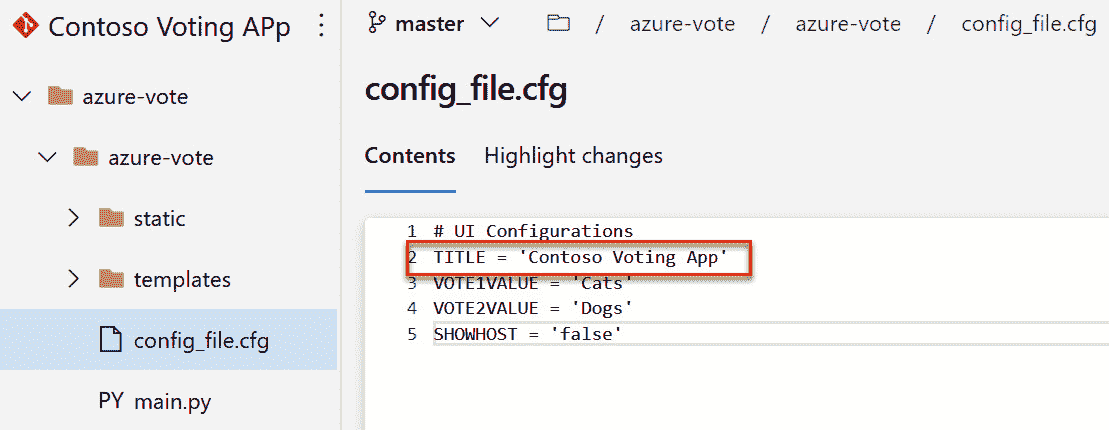 Contoso Voting APp
azure-vote
azure-vote
static
templates
config_file.cfg
PY main.py
master / azure-vote / azure-vote / config_file.cfg
config_file.cfg
Contents Highlight changes
1 # UI Configurations
2 TITLE = 'Contoso Voting App'
3 VOTE1VALUE = 'Cats'
4 VOTE2VALUE = 'Dogs'
5 SHOWHOST = 'false'